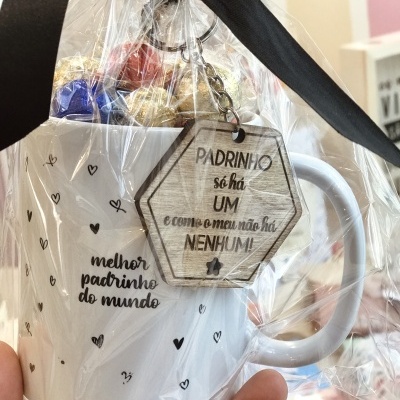 PADRINHO
só há
UM
e como o meu não há
NENHUM!
melhor
padrinho
do mundo